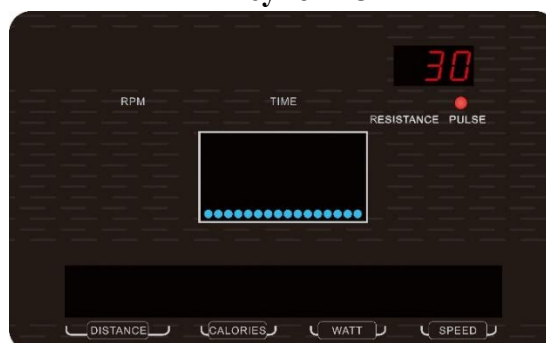 30
RPM
TIME
RESISTANCE PULSE
DISTANCE
CALORIES
WATT
SPEED